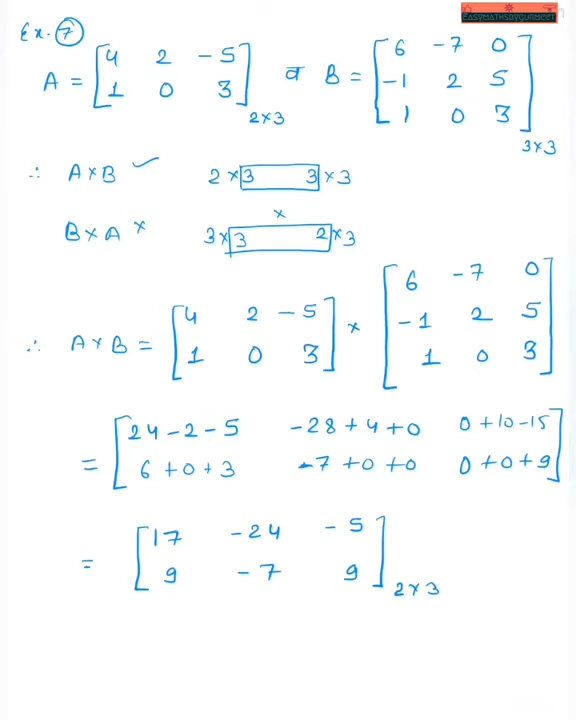 EASYMATHSBYGURMEET
Ex. 7
A = [4 2 -5
1 0 3] 2×3 व B = [6 -7 0
-1 2 5
1 0 3] 3×3
∴ A×B ✓ 2×3 3×3
B×A × 3×3 × 2×3
∴ A×B = [4 2 -5
1 0 3] × [6 -7 0
-1 2 5
1 0 3]
= [24-2-5 -28+4+0 0+10-15
6+0+3 -7+0+0 0+0+9]
= [17 -24 -5
9 -7 9] 2×3